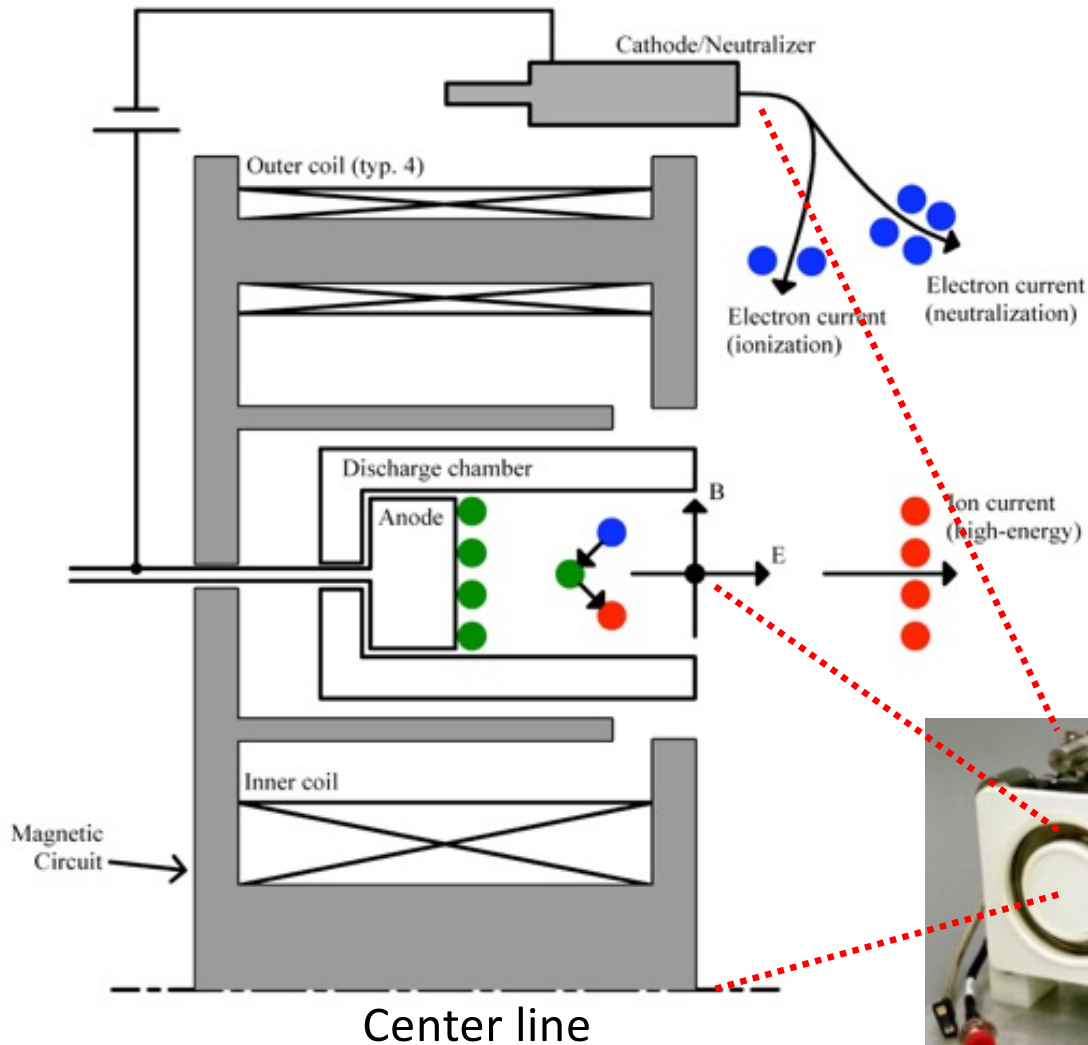 Cathode/Neutralizer
Outer coil (typ. 4)
Electron current
(neutralization)
Electron current
(ionization)
Discharge chamber
Anode
B
E
Ion current
(high-energy)
Inner coil
Magnetic
Circuit
Center line